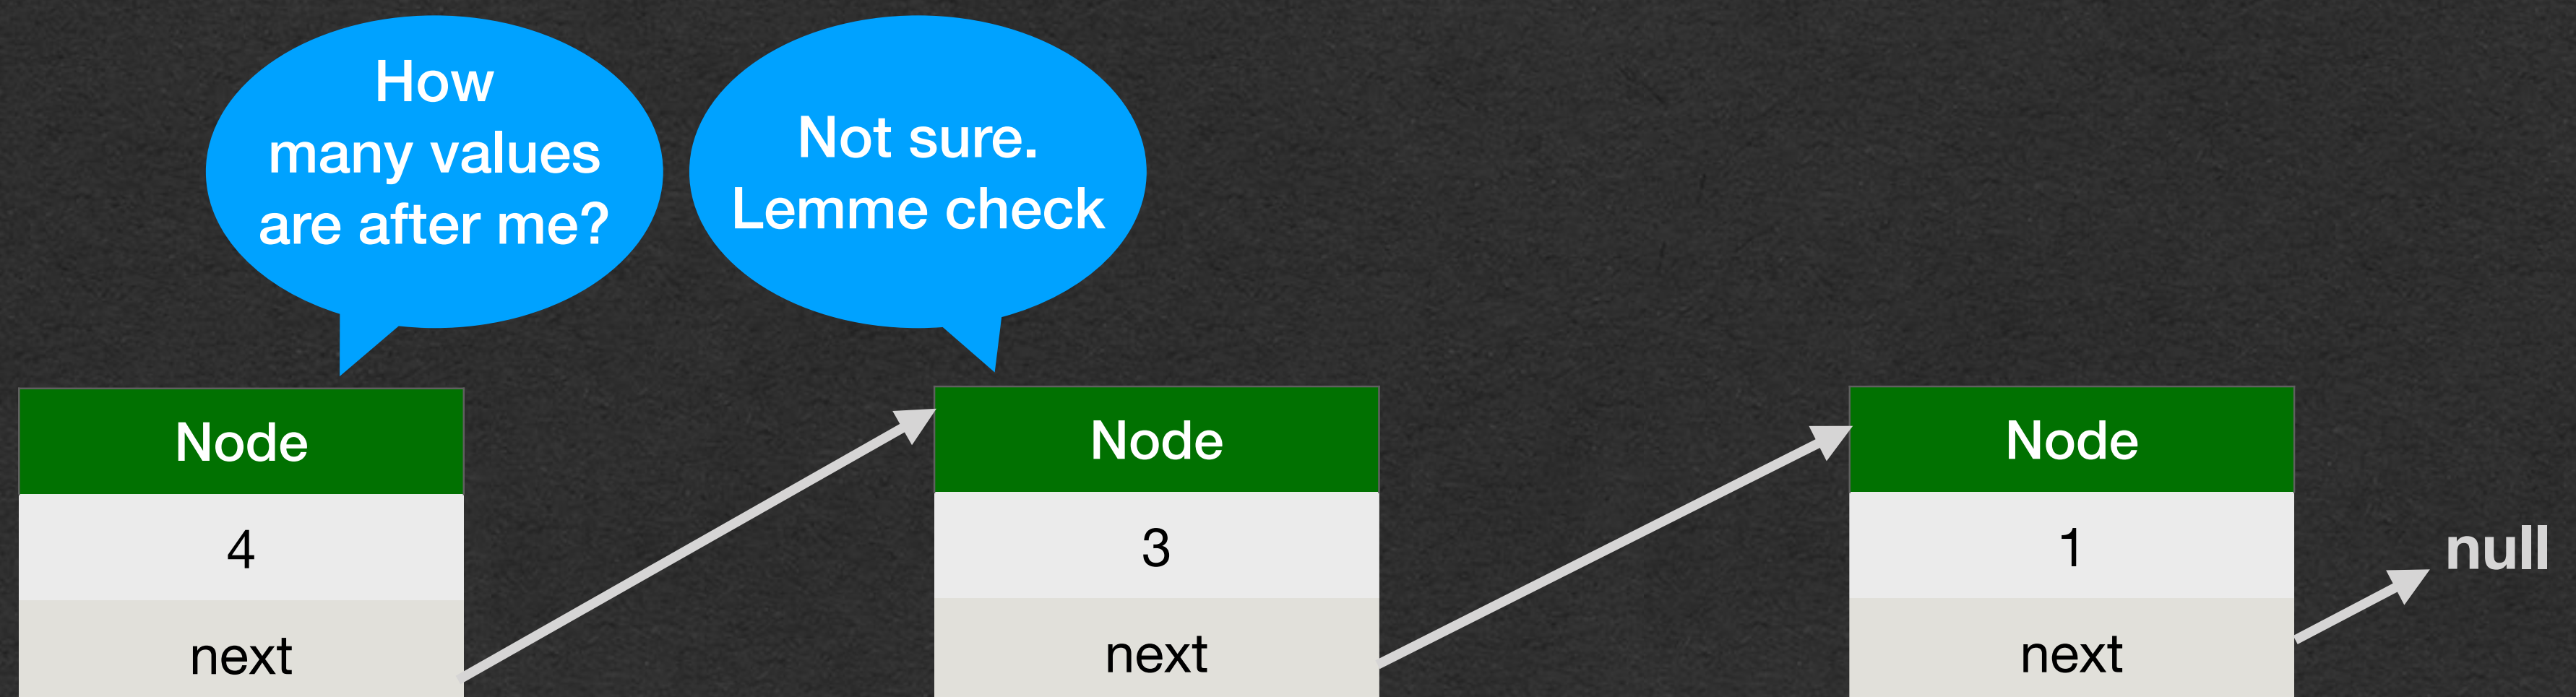 How
many values
are after me?
Not sure.
Lemme check
Node
4
next
Node
3
next
Node
1
next
null